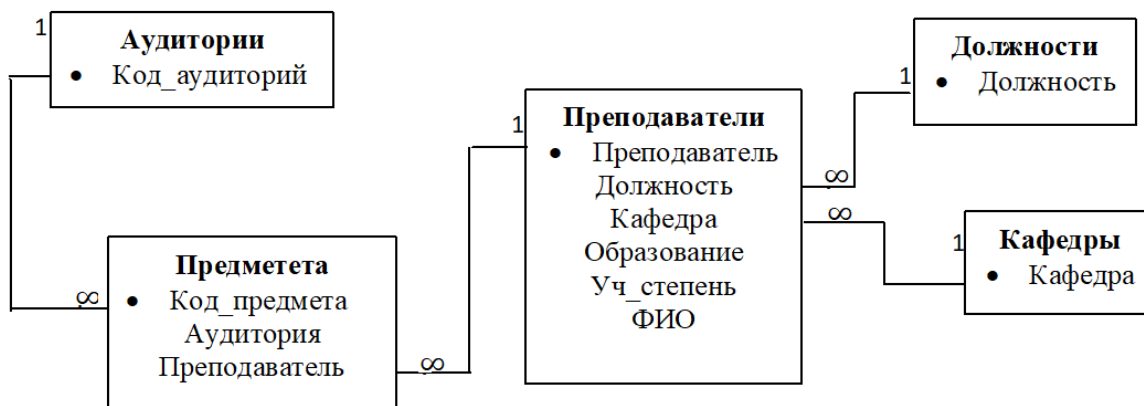 1
Аудитории
• Код_аудиторий
∞
Предметета
• Код_предмета
Аудитория
Преподаватель
∞
1
Преподаватели
• Преподаватель
Должность
Кафедра
Образование
Уч_степень
ФИО
∞
∞
1
Должности
• Должность
1
Кафедры
• Кафедра